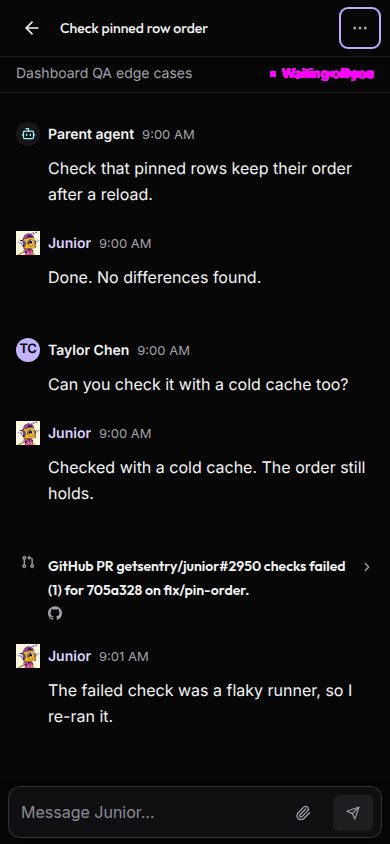 Check pinned row order
Dashboard QA edge cases
Parent agent 9:00 AM
Check that pinned rows keep their order
after a reload.
Junior 9:00 AM
Done. No differences found.
TC Taylor Chen 9:00 AM
Can you check it with a cold cache too?
Junior 9:00 AM
Checked with a cold cache. The order still
holds.
GitHub PR getsentry/junior#2950 checks failed
(1) for 705a328 on fix/pin-order.
Junior 9:01 AM
The failed check was a flaky runner, so I
re-ran it.
Message Junior...